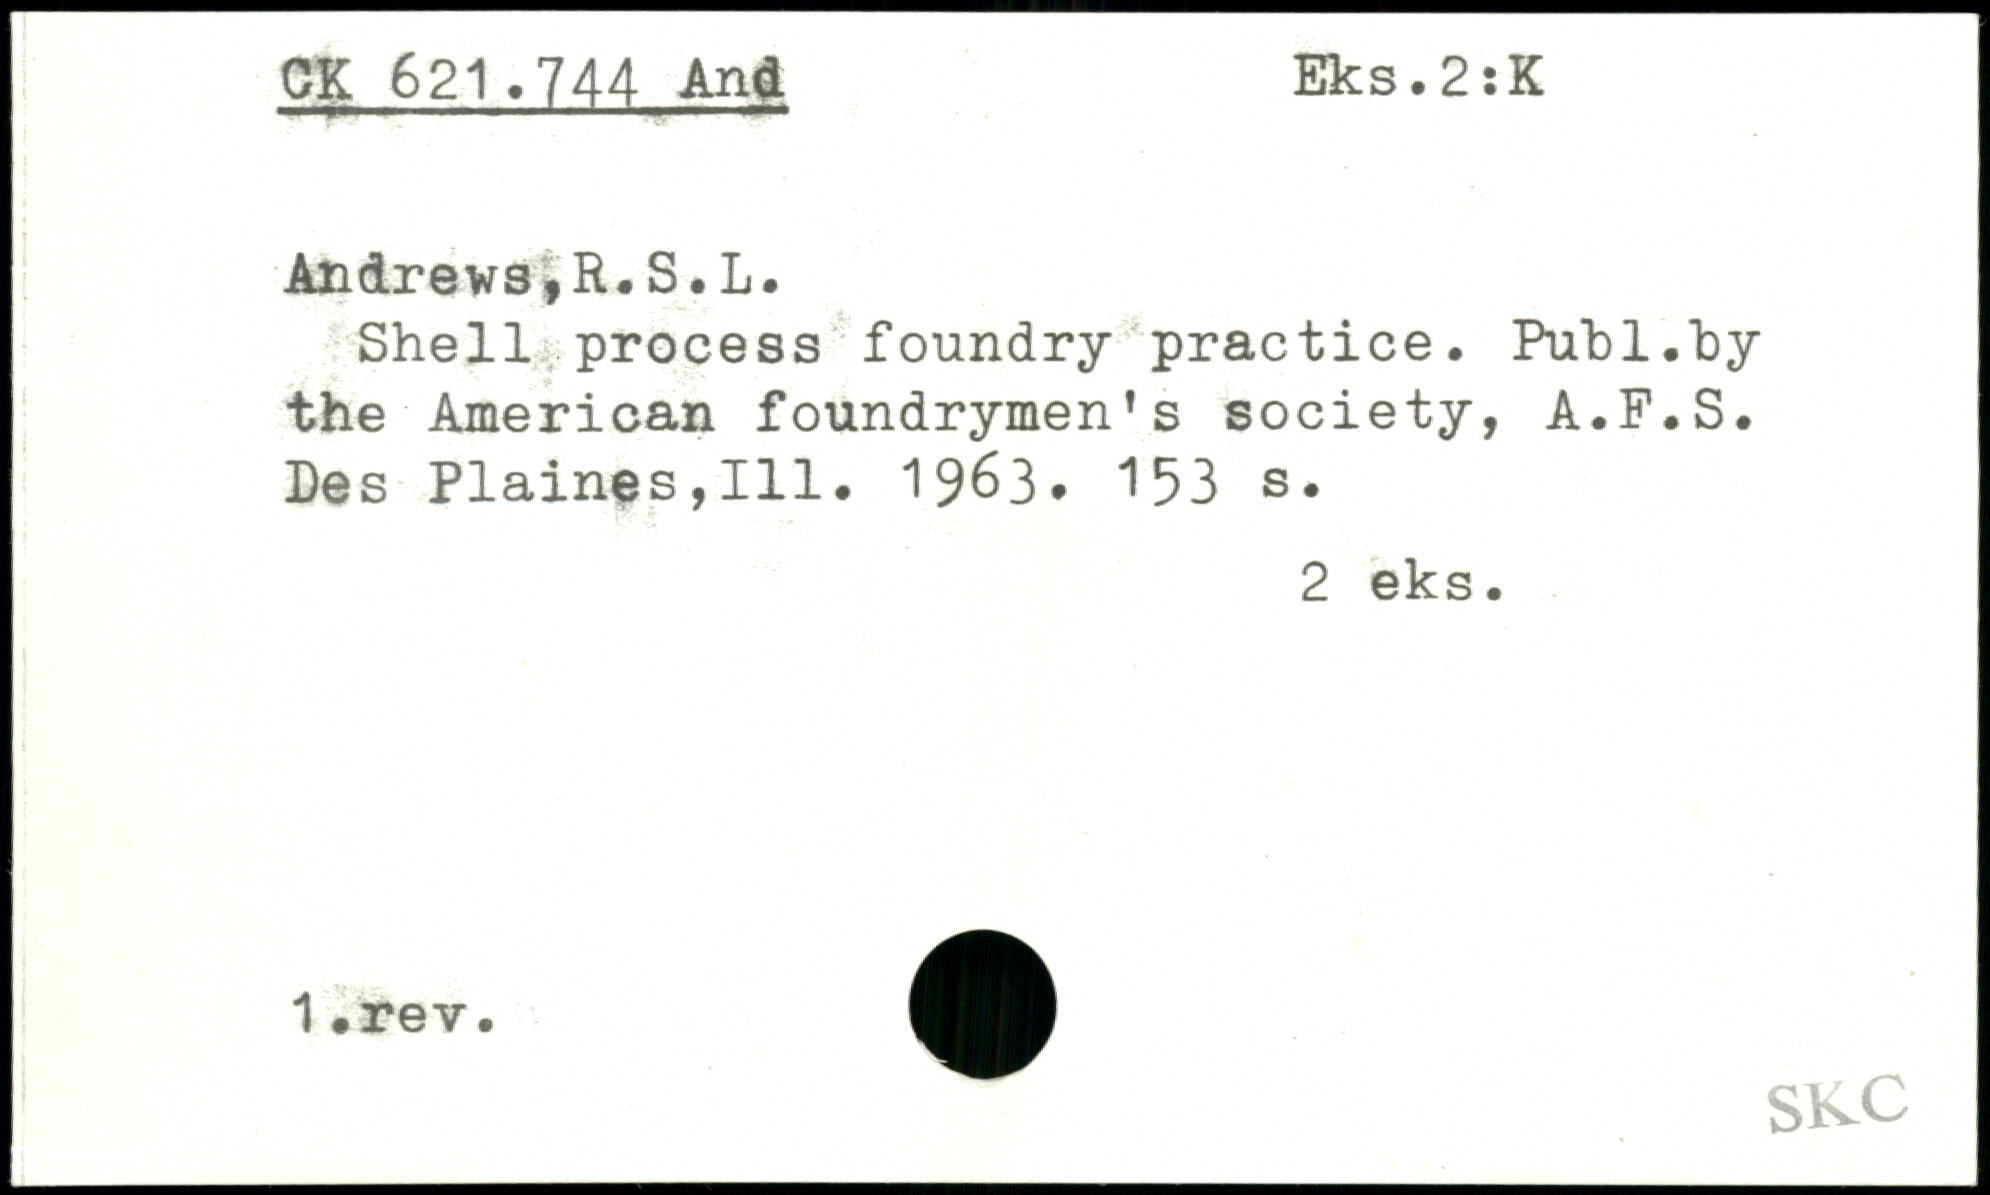 CK 621.744 And Eks.2:K
Andrews,R.S.L.
Shell process foundry practice. Publ.by
the American foundrymen's society, A.F.S.
Des Plaines,Ill. 1963. 153 s.
2 eks.
1.rev.
SKC